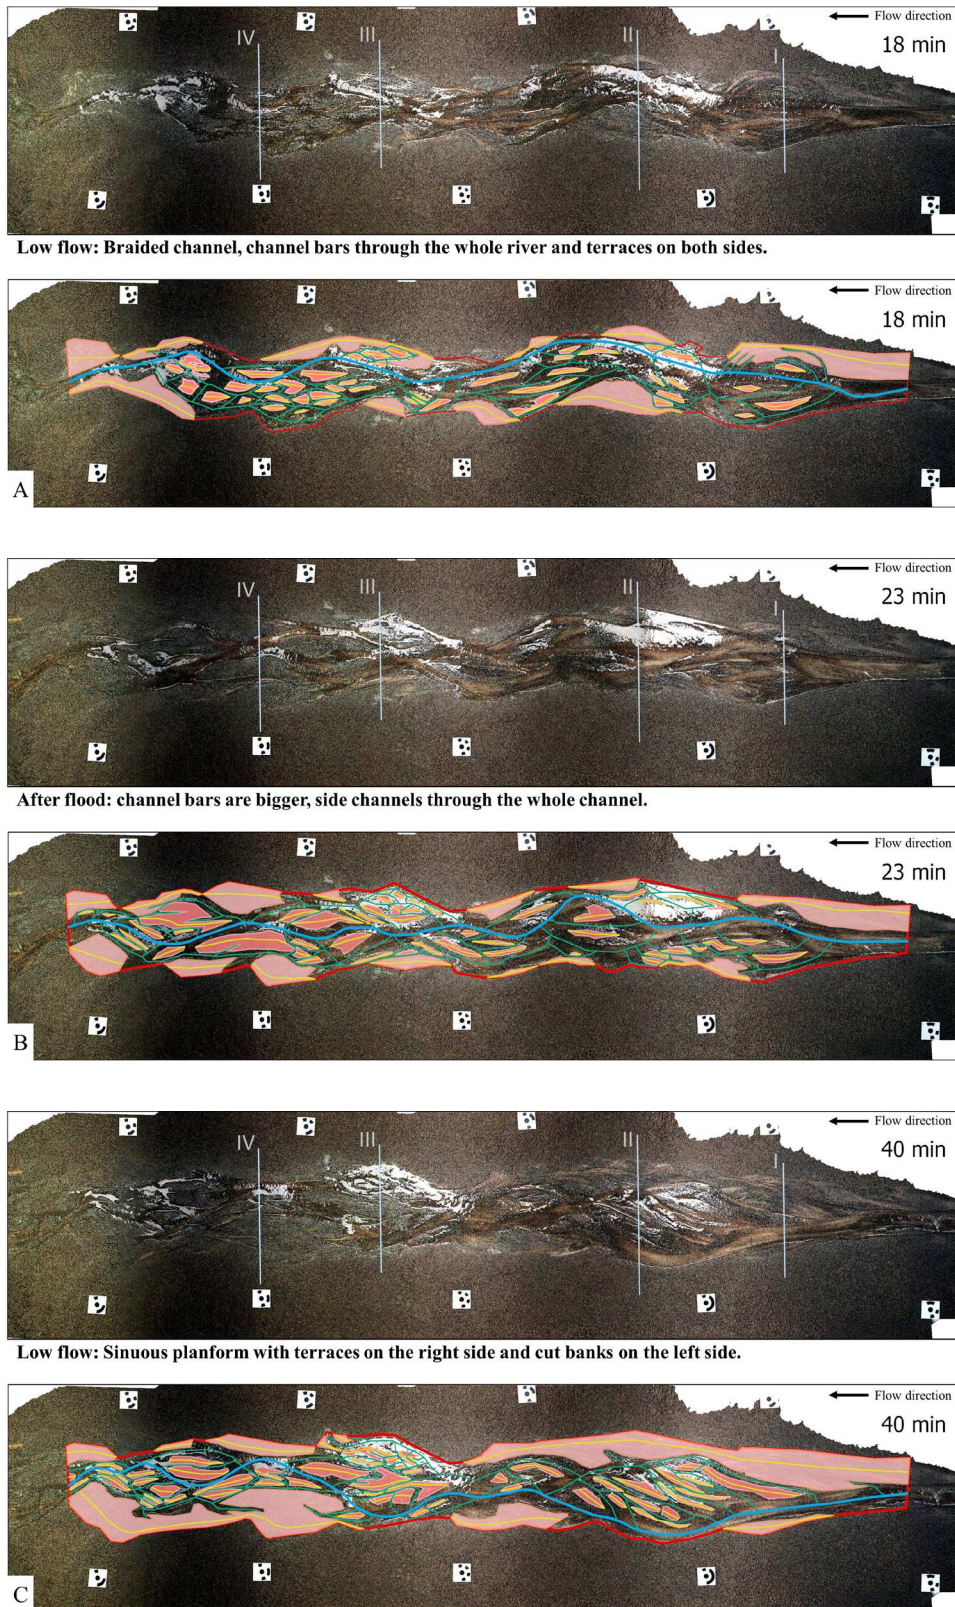 Flow direction
18 min
IV
III
II
I
Low flow: Braided channel, channel bars through the whole river and terraces on both sides.
Flow direction
18 min
A
Flow direction
23 min
IV
III
II
I
After flood: channel bars are bigger, side channels through the whole channel.
Flow direction
23 min
B
Flow direction
40 min
IV
III
II
I
Low flow: Sinuous planform with terraces on the right side and cut banks on the left side.
Flow direction
40 min
C